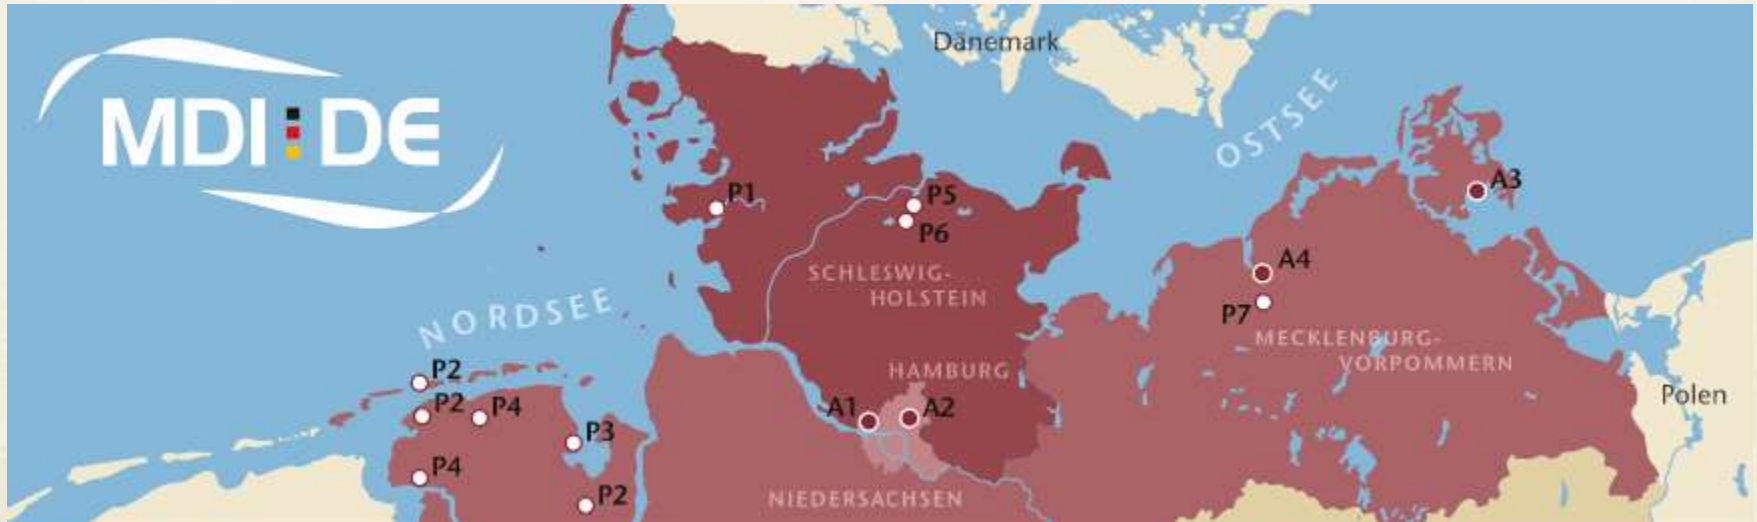 Dänemark
OSTSEE
MDI:DE
P1
P5
P6
A3
SCHLESWIG-
HOLSTEIN
A4
P7
NORDSEE
MECKLENBURG-
VORPOMMERN
P2
HAMBURG
Polen
P2
P4
A1
A2
P3
P4
P2
NIEDERSACHSEN